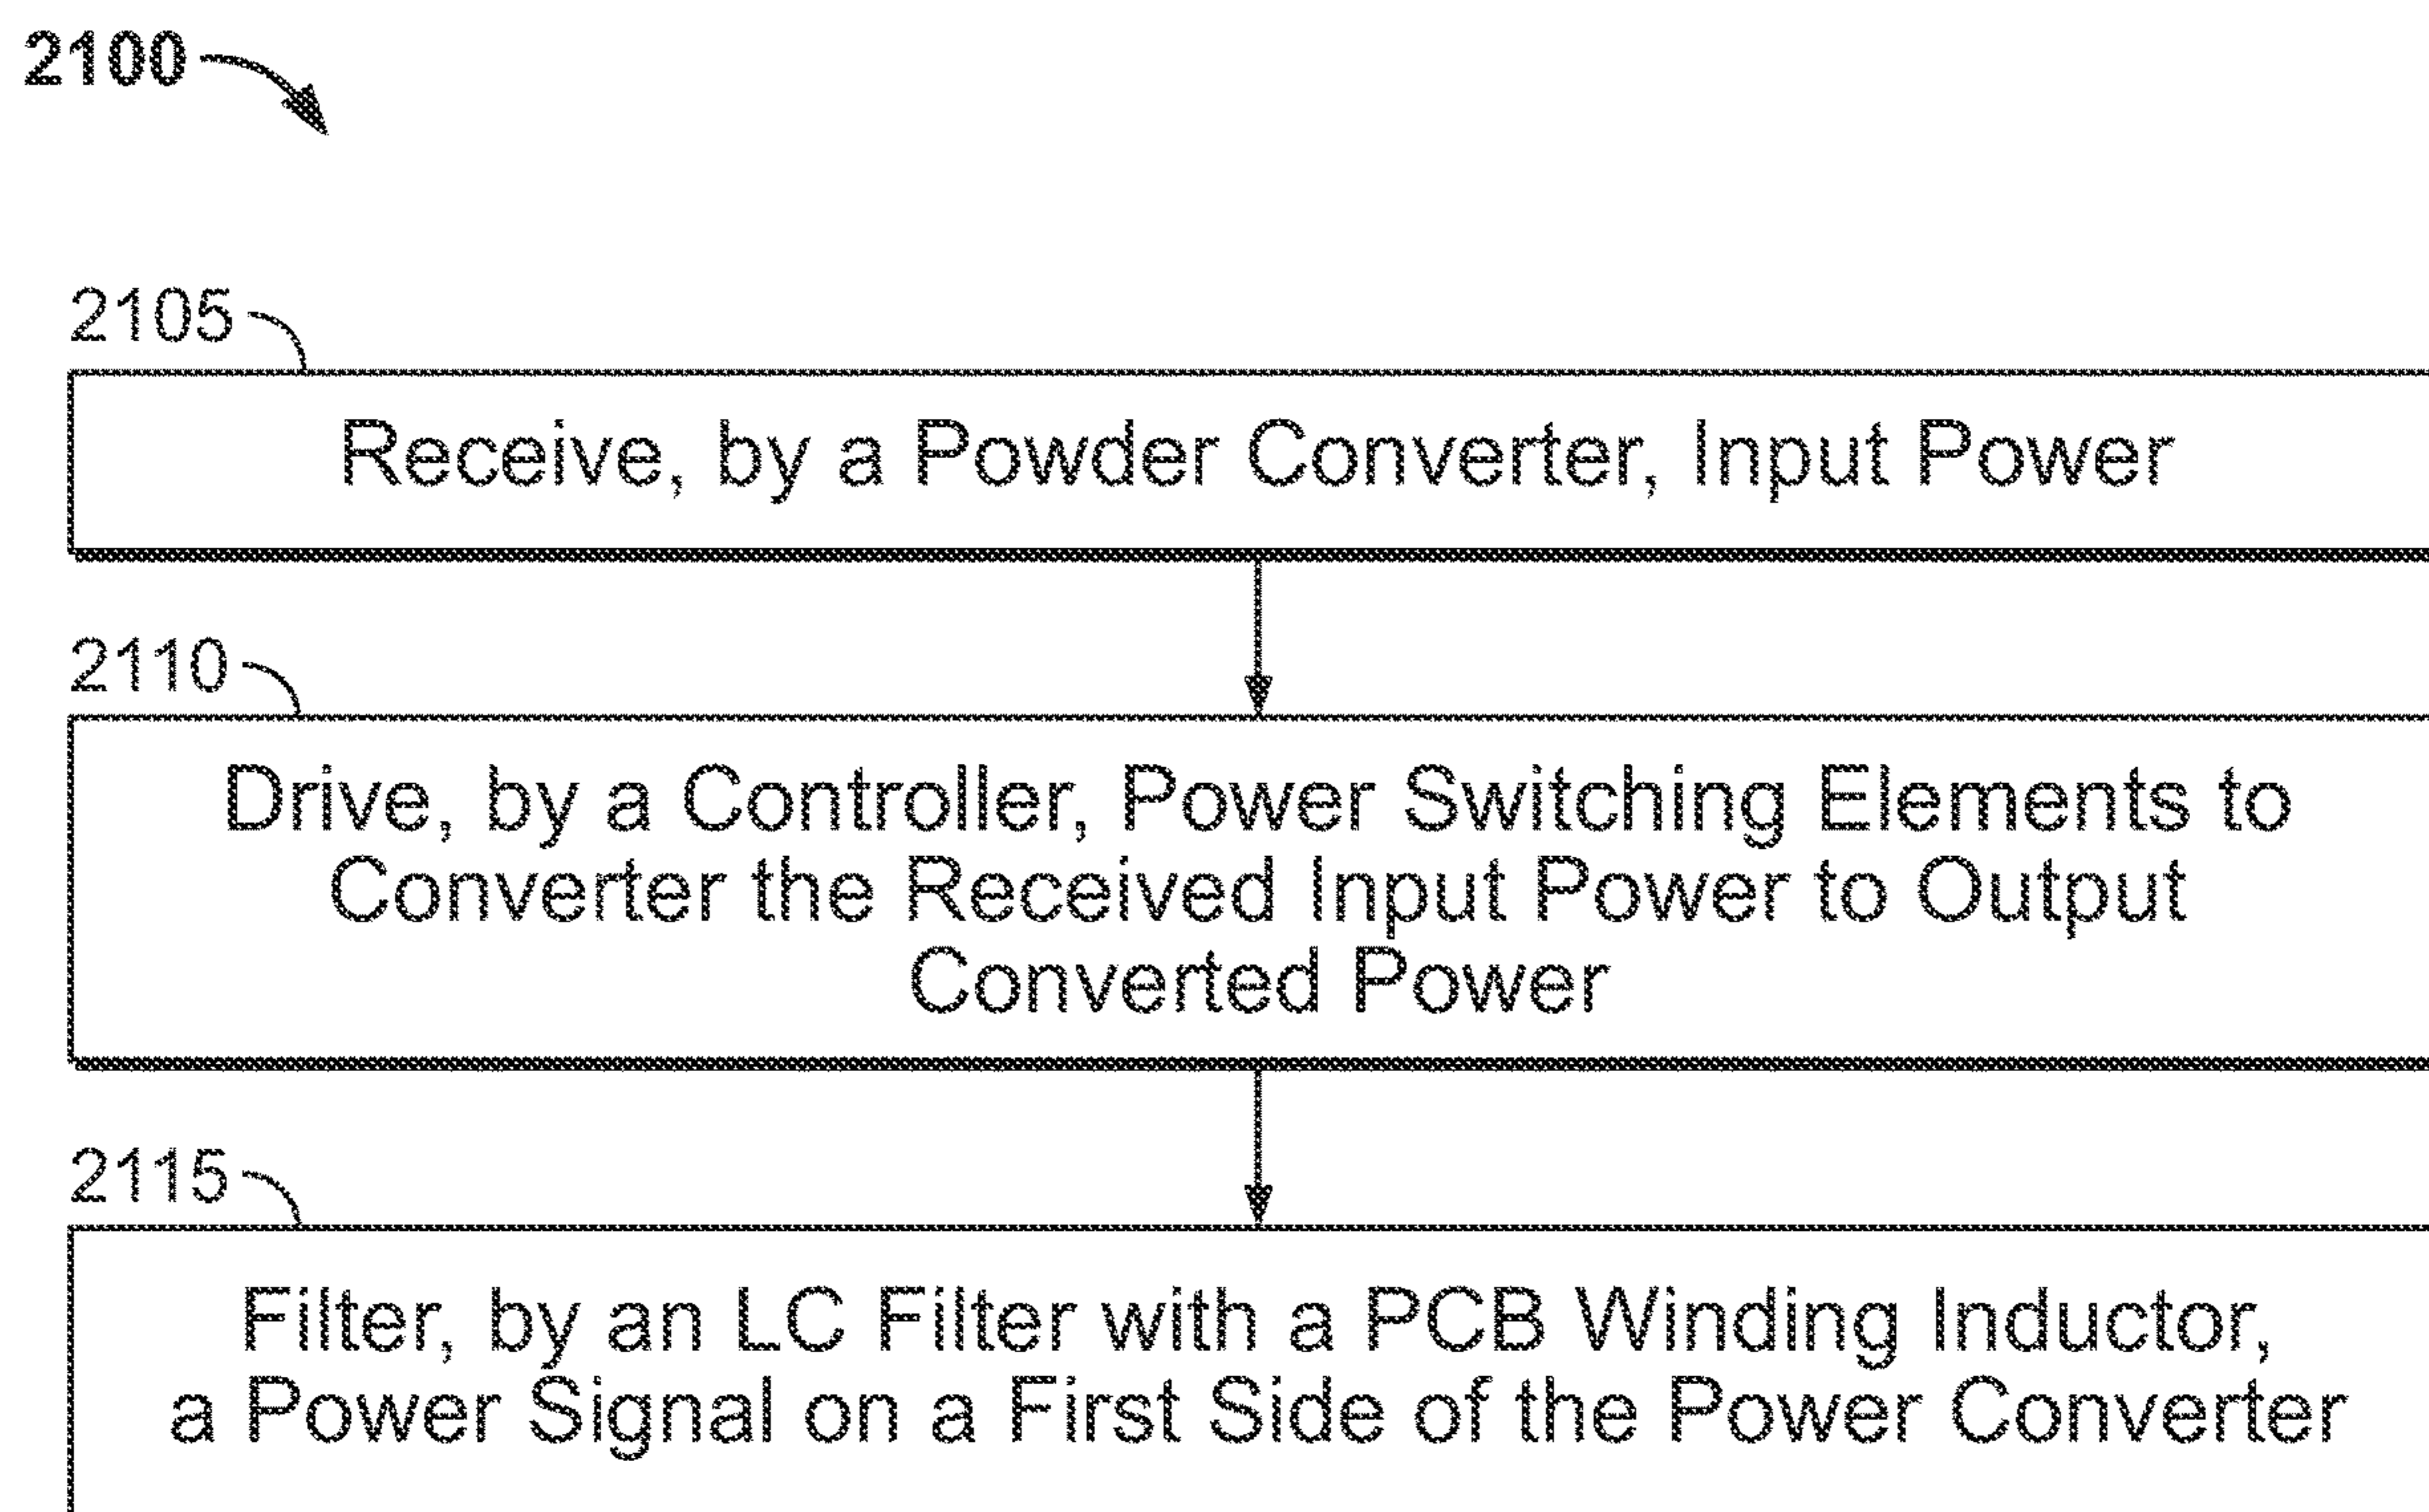 2100
2105
Receive, by a Powder Converter, Input Power
2110
Drive, by a Controller, Power Switching Elements to
Converter the Received Input Power to Output
Converted Power
2115
Filter, by an LC Filter with a PCB Winding Inductor,
a Power Signal on a First Side of the Power Converter